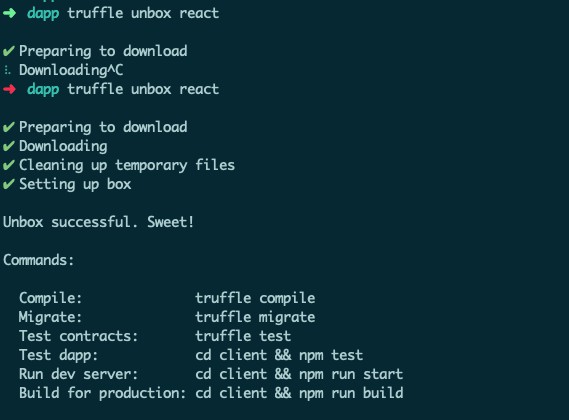 ➜ dapp truffle unbox react
✔ Preparing to download
⠧ Downloading^C
➜ dapp truffle unbox react
✔ Preparing to download
✔ Downloading
✔ Cleaning up temporary files
✔ Setting up box
Unbox successful. Sweet!
Commands:
Compile: truffle compile
Migrate: truffle migrate
Test contracts: truffle test
Test dapp: cd client && npm test
Run dev server: cd client && npm run start
Build for production: cd client && npm run build